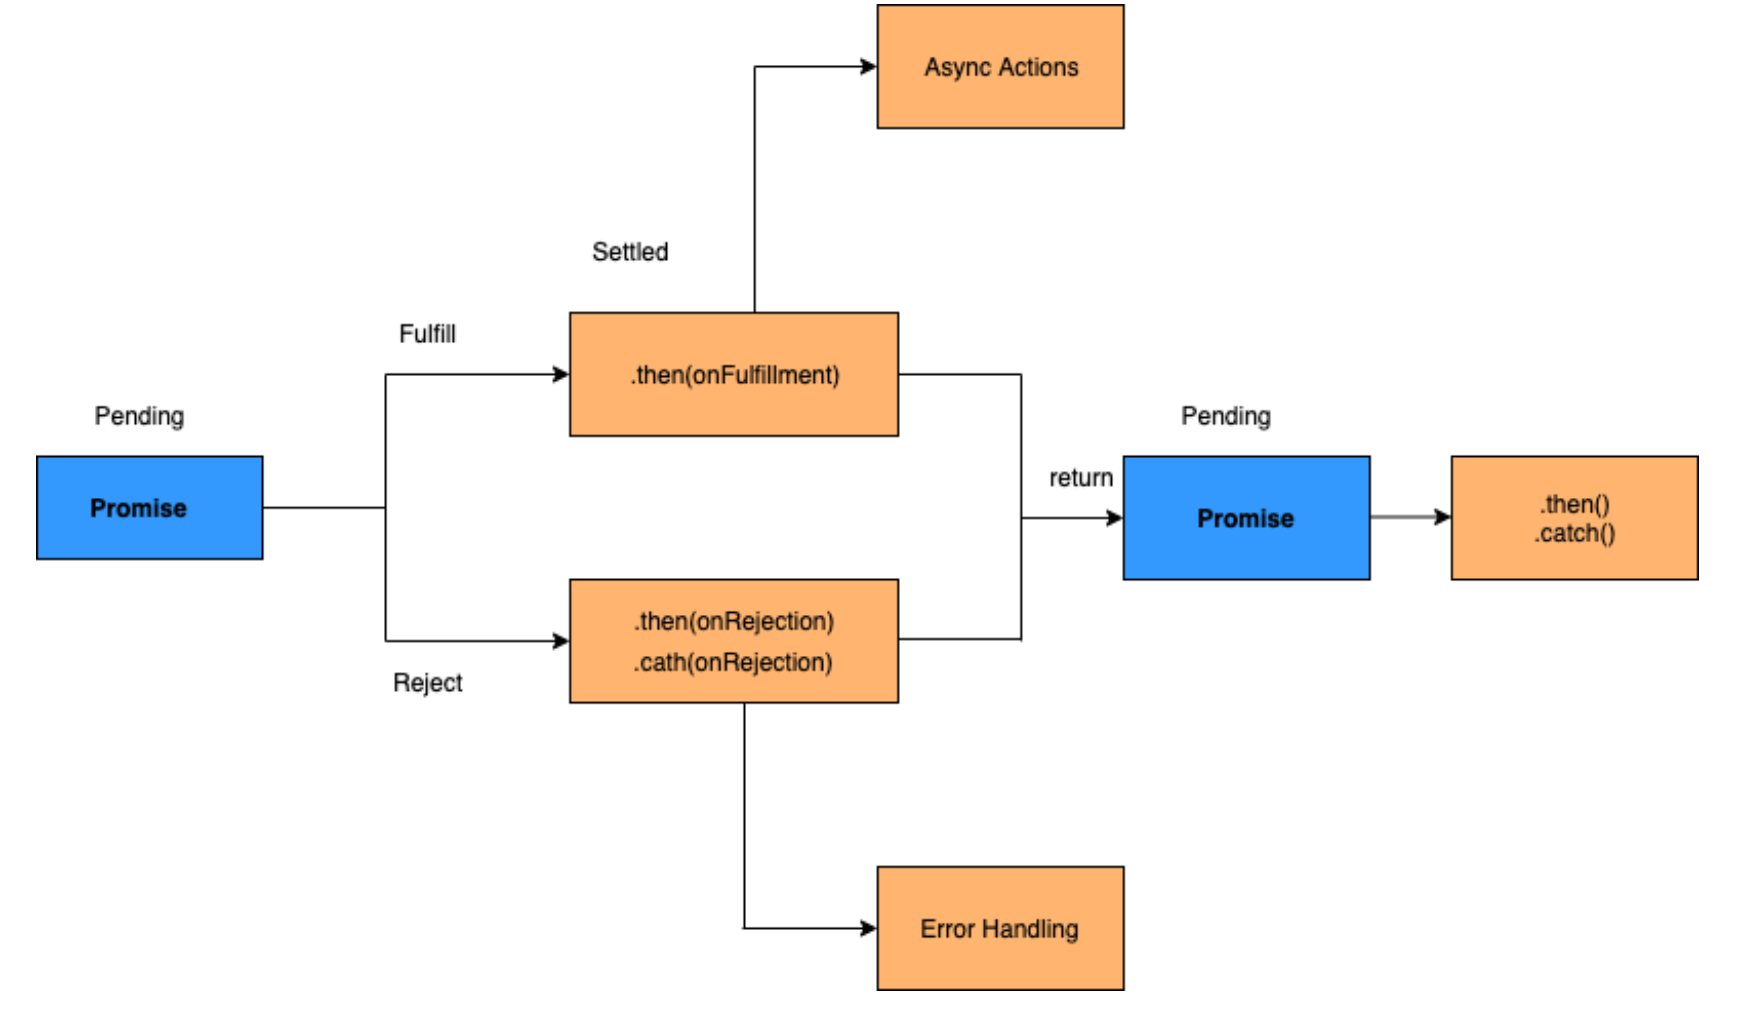 Async Actions
Settled
Fulfill
.then(onFulfillment)
Pending
Promise
Reject
.then(onRejection)
.cath(onRejection)
return
Pending
Promise
.then()
.catch()
Error Handling